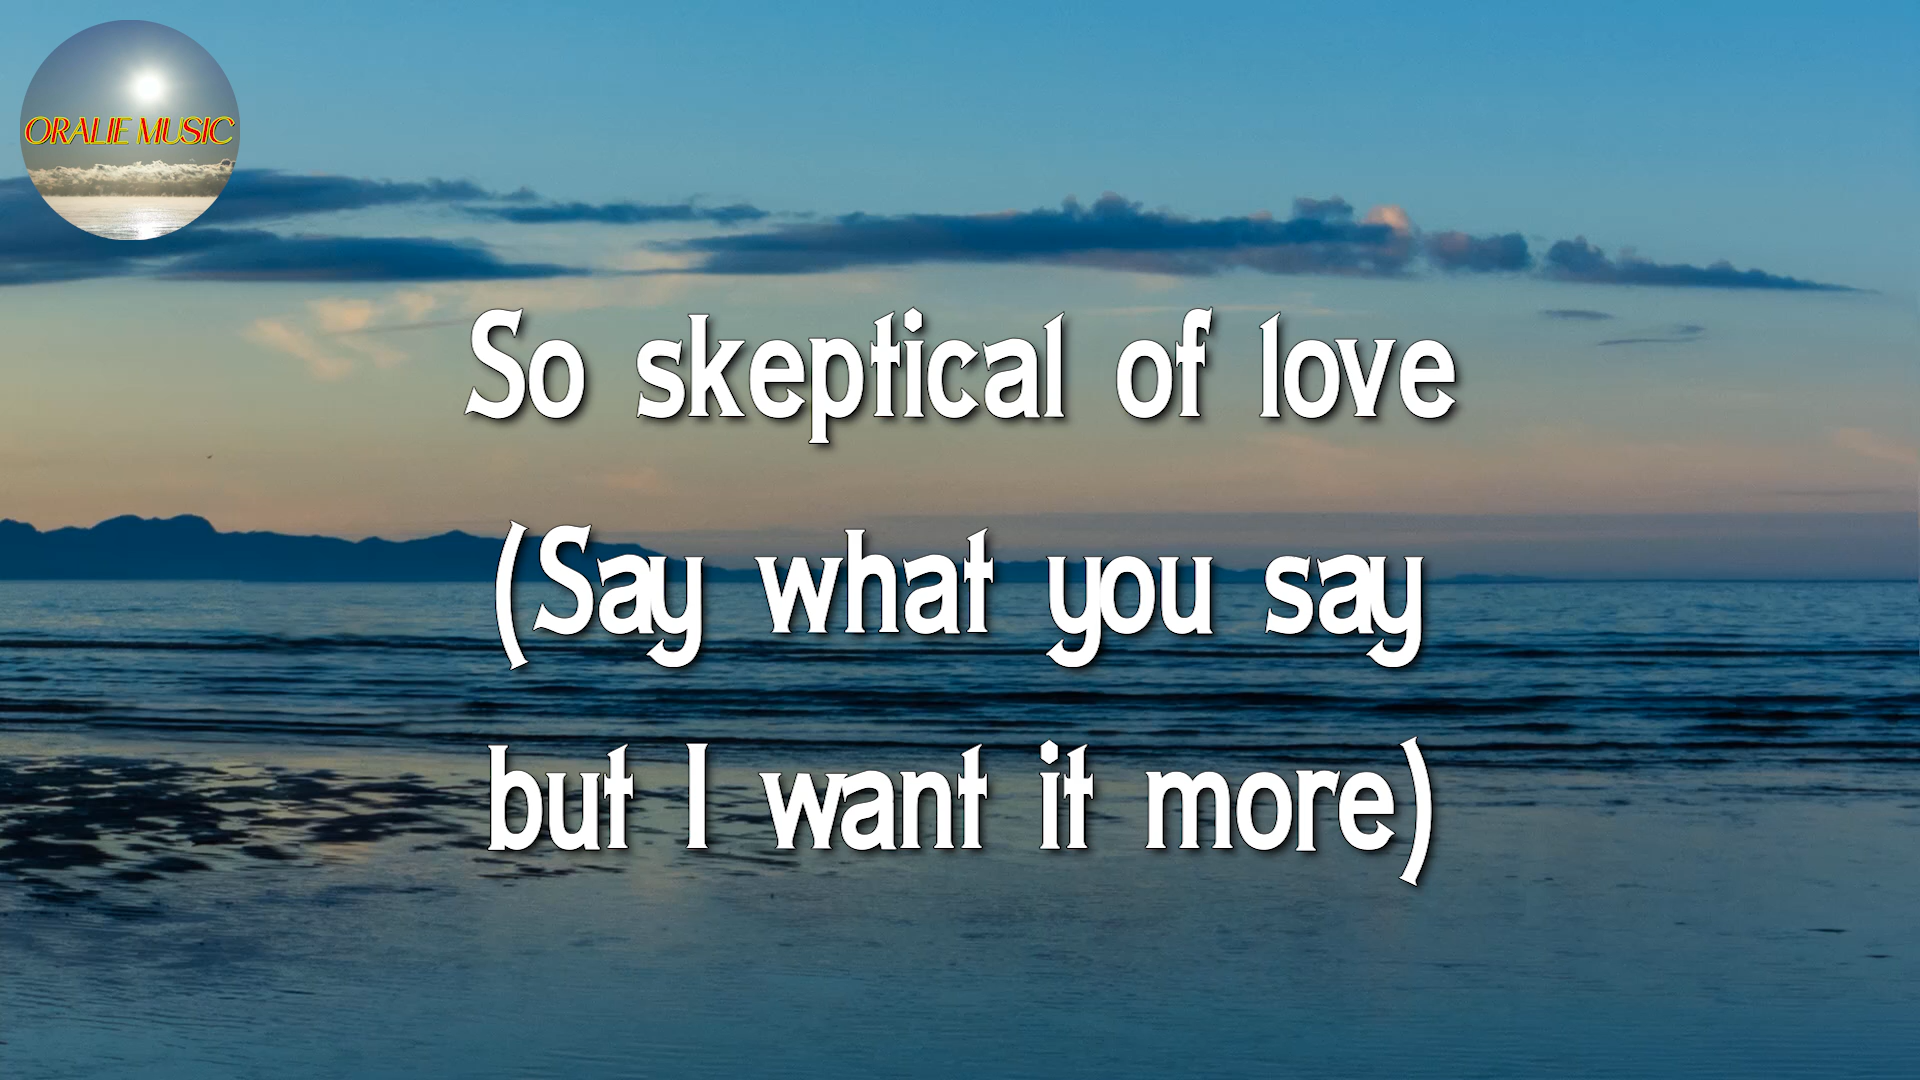 ORALIE MUSIC
So skeptical of love
(Say what you say
but I want it more)